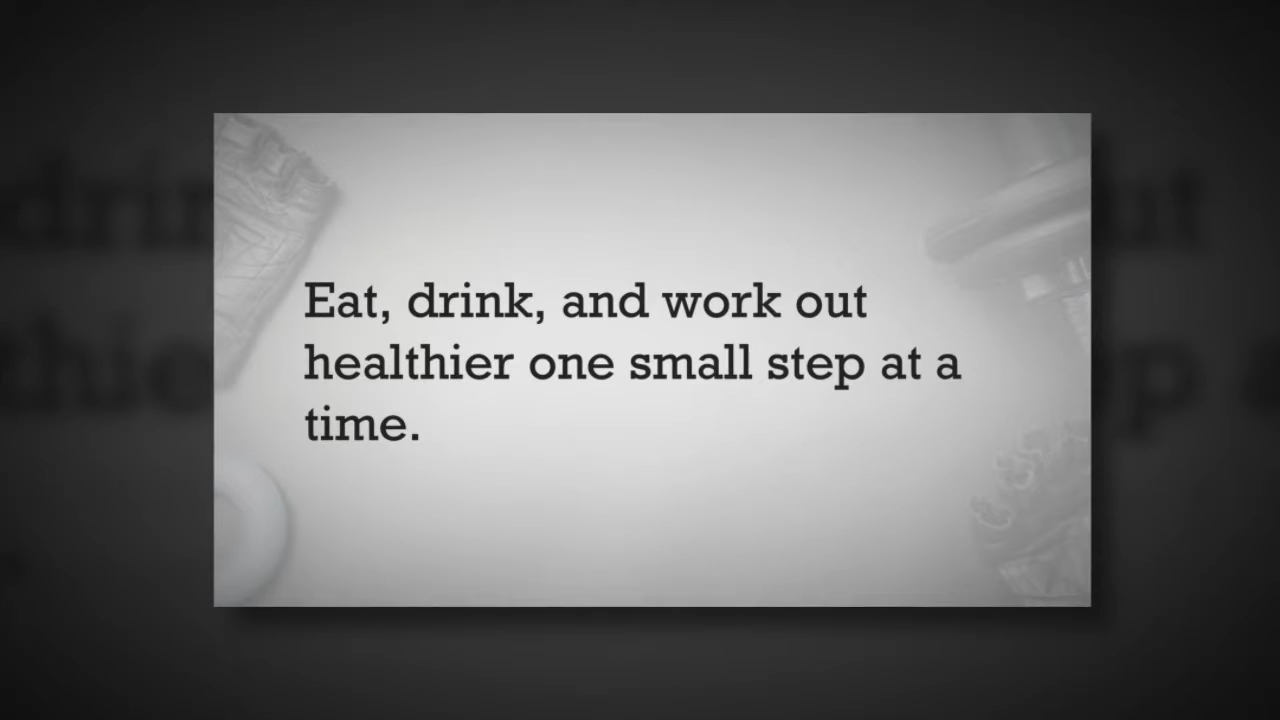 Eat, drink, and work out
healthier one small step at a
time.